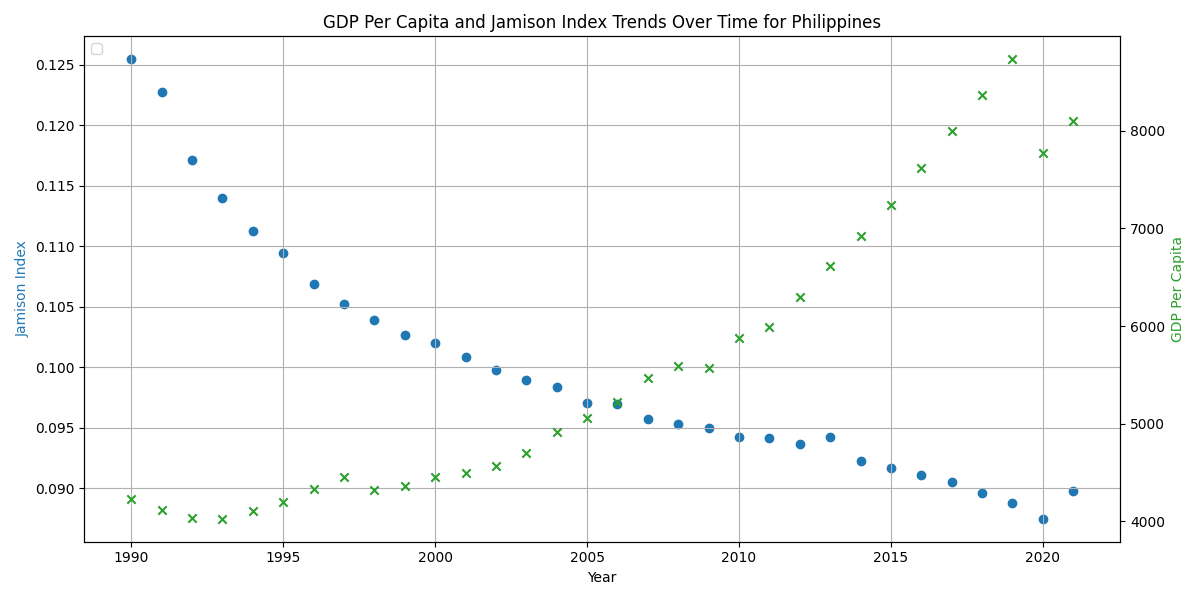 GDP Per Capita and Jamison Index Trends Over Time for Philippines
Jamison Index
0.125
0.120
0.115
0.110
0.105
0.100
0.095
0.090
8000
7000
6000
5000
4000
GDP Per Capita
1990 1995 2000 2005 2010 2015 2020
Year